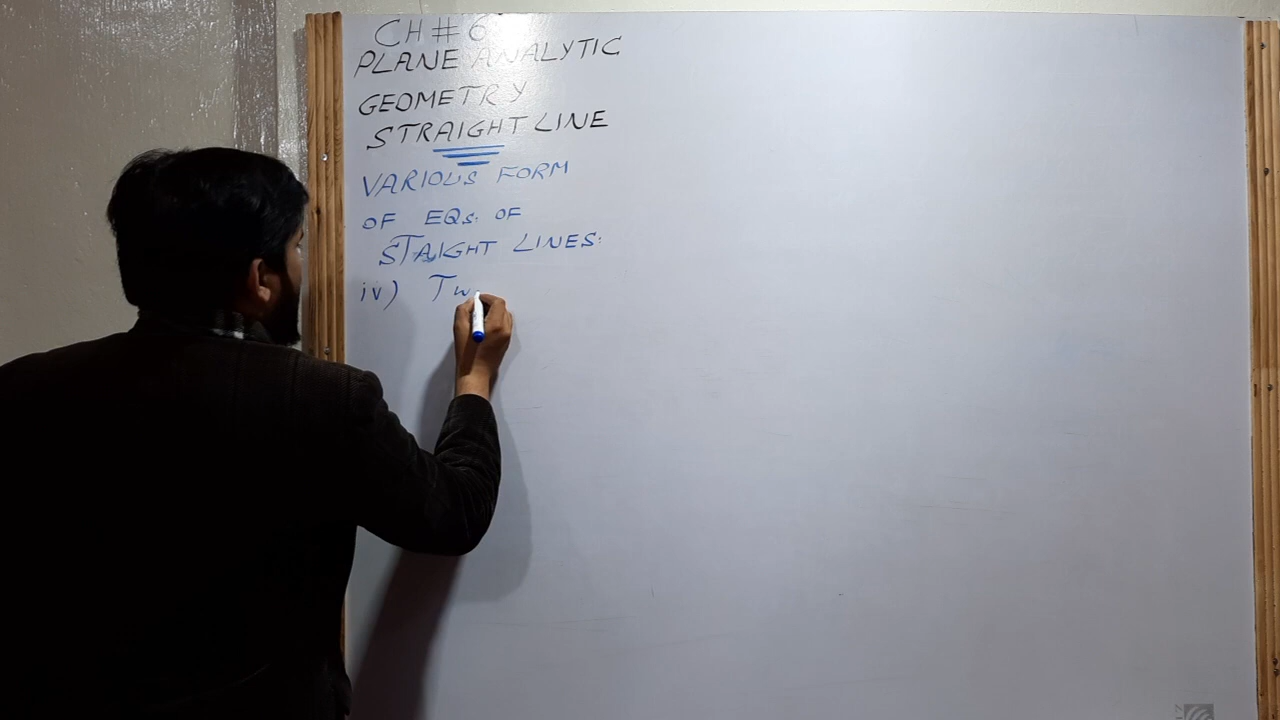 CH # 6
PLANE ANALYTIC
GEOMETRY
STRAIGHT LINE
VARIOUS FORM
OF EQs. OF
STAIGHT LINES:
iv) Tw